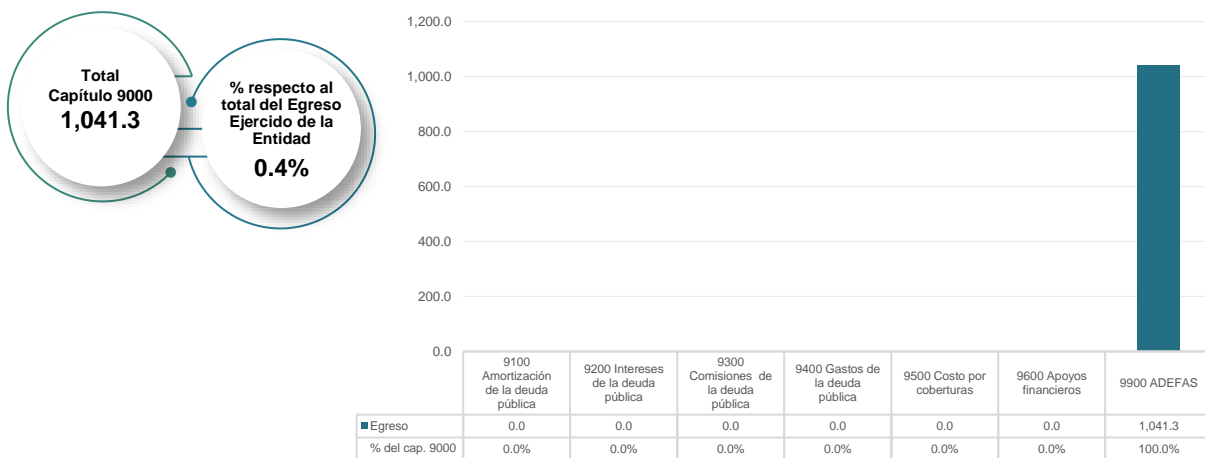 Total
Capítulo 9000
1,041.3
% respecto al
total del Egreso
Ejercido de la
Entidad
0.4%
1,200.0
1,000.0
800.0
600.0
400.0
200.0
0.0
9100
Amortización
de la deuda
pública
9200 Intereses
de la deuda
pública
9300
Comisiones de
la deuda
pública
9400 Gastos de
la deuda
pública
9500 Costo por
coberturas
9600 Apoyos
financieros
9900 ADEFAS
Egreso 0.0 0.0 0.0 0.0 0.0 0.0 1,041.3
% del cap. 9000 0.0% 0.0% 0.0% 0.0% 0.0% 0.0% 100.0%